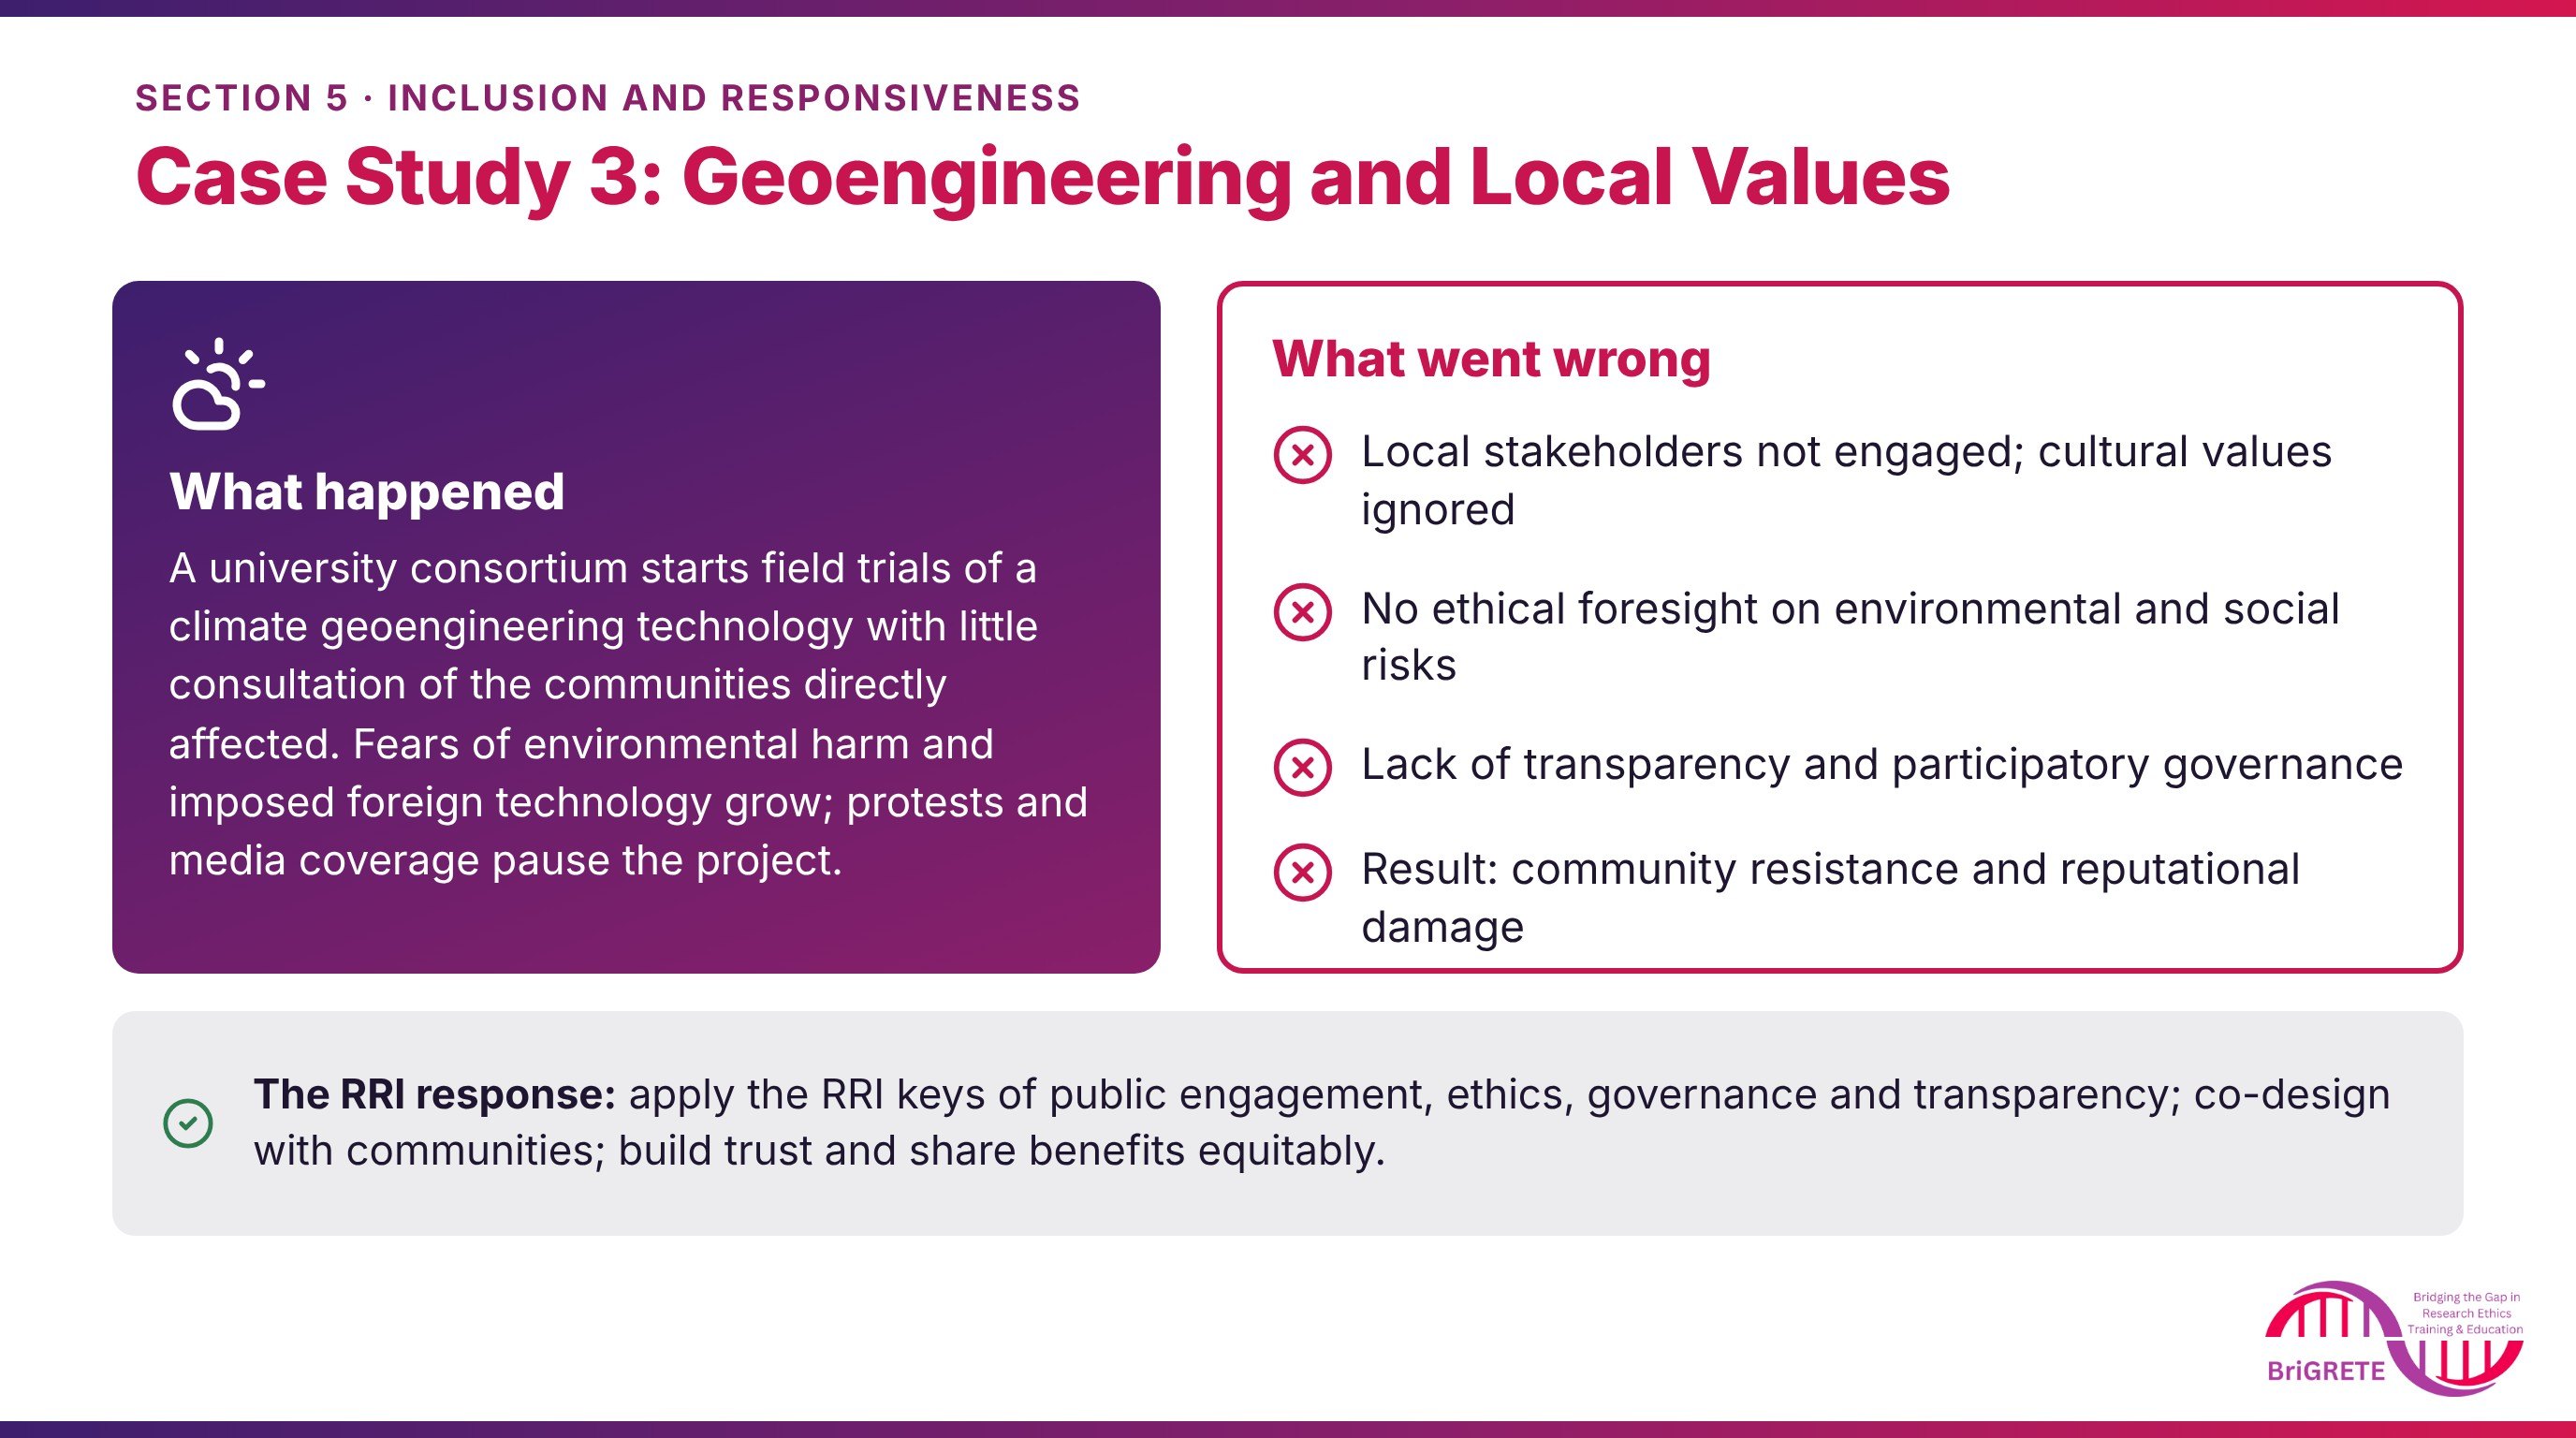 SECTION 5 · INCLUSION AND RESPONSIVENESS
Case Study 3: Geoengineering and Local Values
What happened
A university consortium starts field trials of a
climate geoengineering technology with little
consultation of the communities directly
affected. Fears of environmental harm and
imposed foreign technology grow; protests and
media coverage pause the project.
What went wrong
Local stakeholders not engaged; cultural values
ignored
No ethical foresight on environmental and social
risks
Lack of transparency and participatory governance
Result: community resistance and reputational
damage
The RRI response: apply the RRI keys of public engagement, ethics, governance and transparency; co-design
with communities; build trust and share benefits equitably.
Bridging the Gap in
Research Ethics
Training & Education
BriGRETE